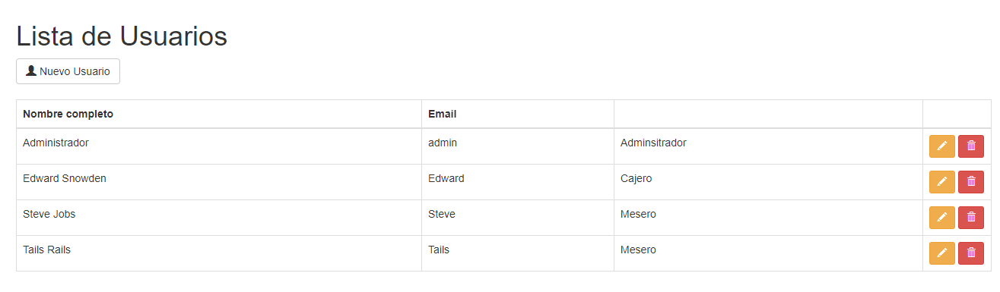 Lista de Usuarios
Nuevo Usuario
Nombre completo Email
Administrador admin Adminsitrador
Edward Snowden Edward Cajero
Steve Jobs Steve Mesero
Tails Rails Tails Mesero